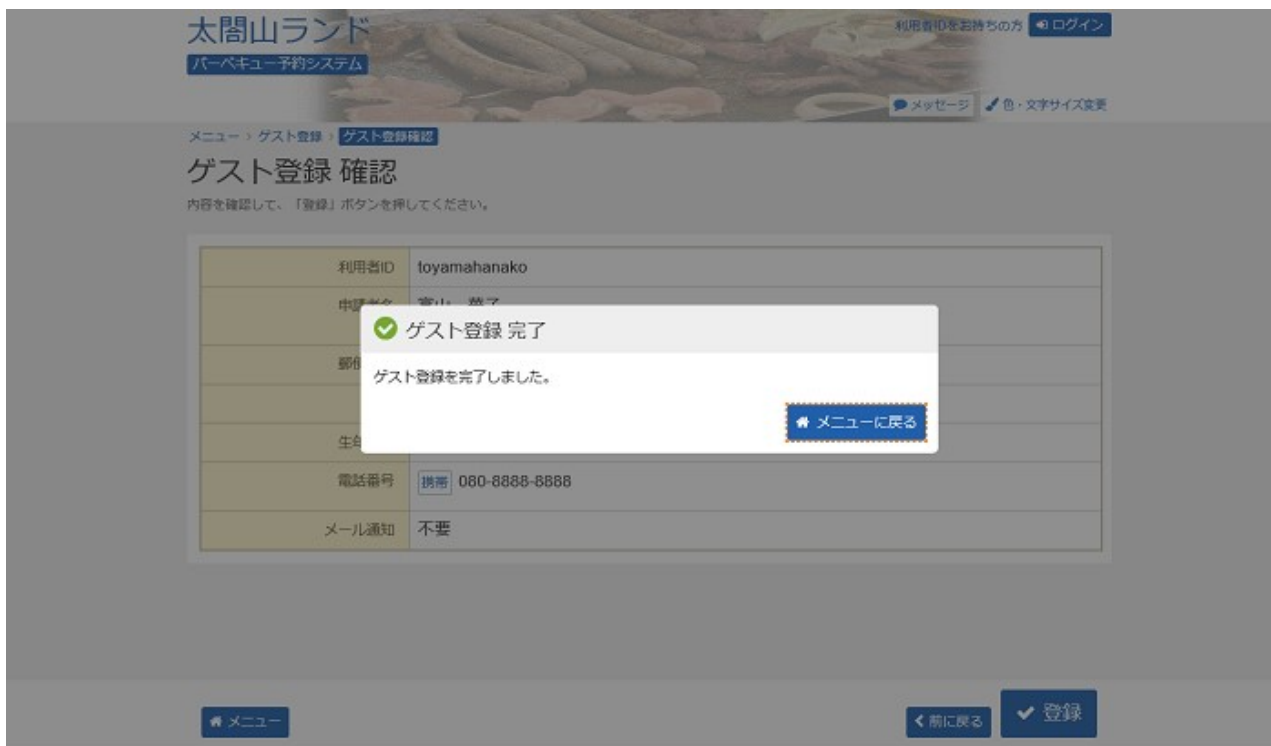 太閤山ランド
バーベキュー予約システム
利用者IDをお持ちの方 ログイン
メッセージ 色・文字サイズ変更
メニュー › ゲスト登録 › ゲスト登録確認
ゲスト登録 確認
内容を確認して、「登録」ボタンを押してください。
利用者ID toyamahanako
ゲスト登録 完了
ゲスト登録を完了しました。
メニューに戻る
電話番号 携帯 080-8888-8888
メール通知 不要
メニュー 前に戻る 登録